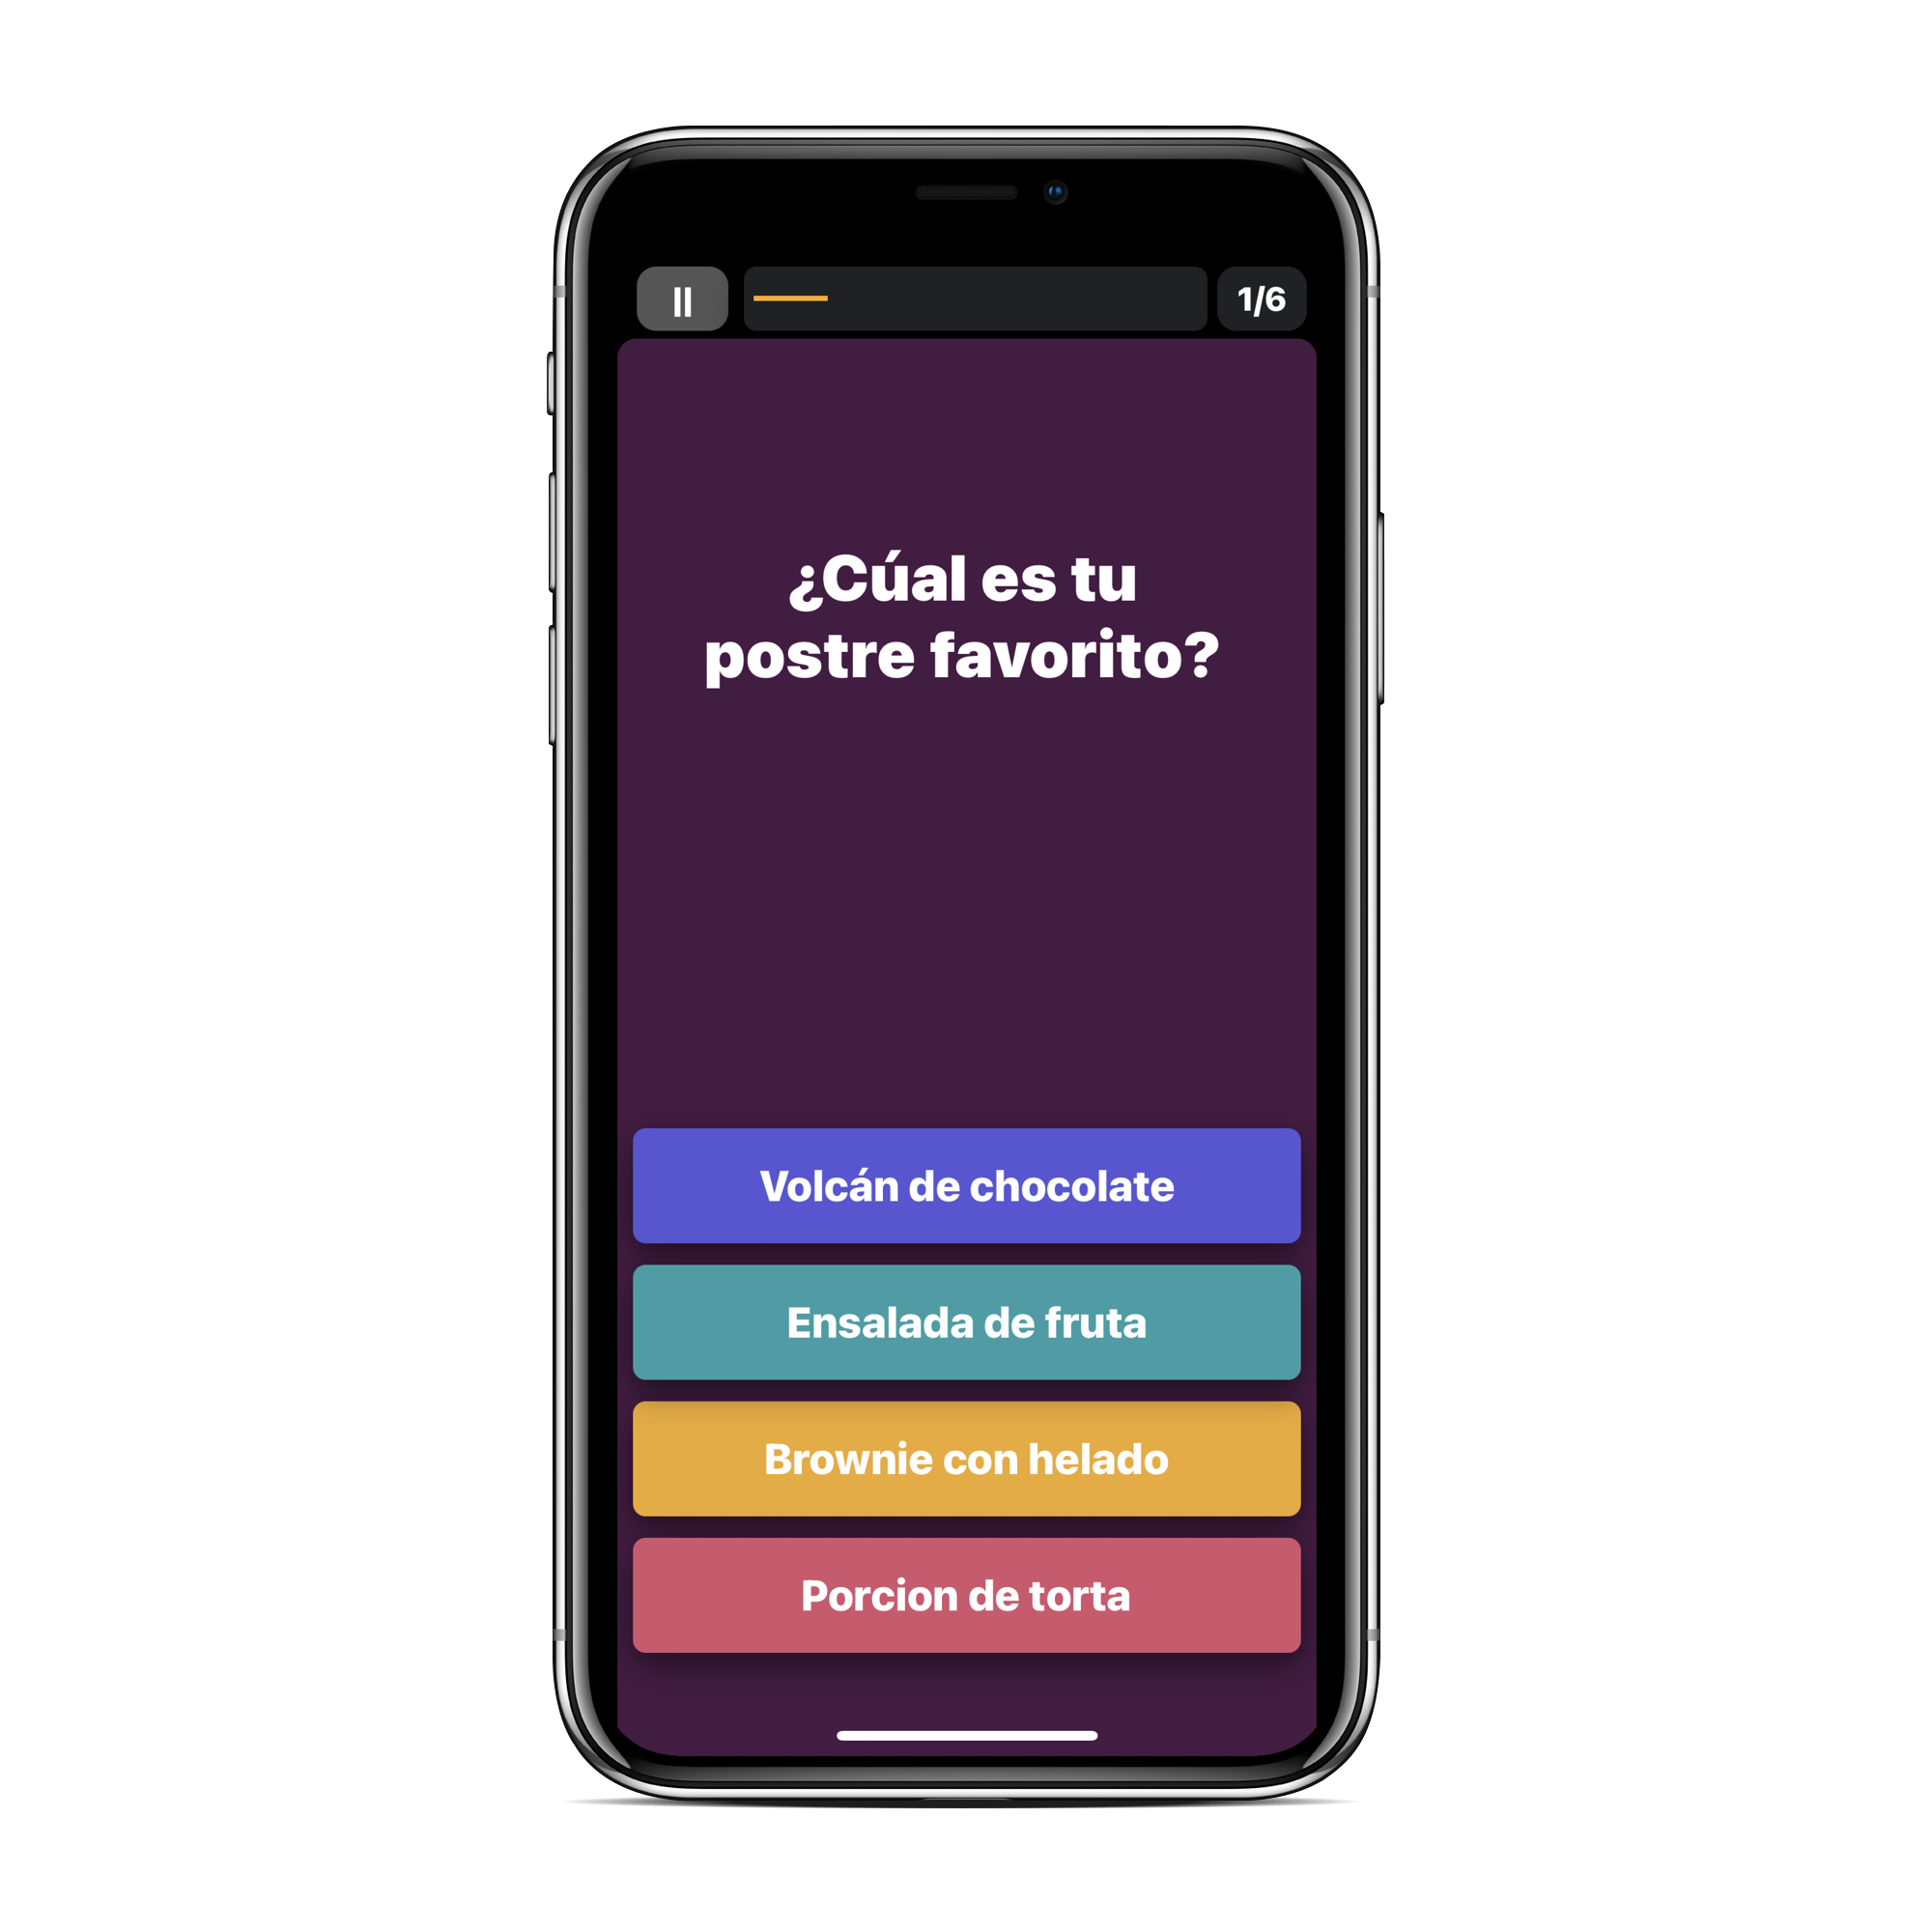 1/6
¿Cúal es tu
postre favorito?
Volcán de chocolate
Ensalada de fruta
Brownie con helado
Porcion de torta